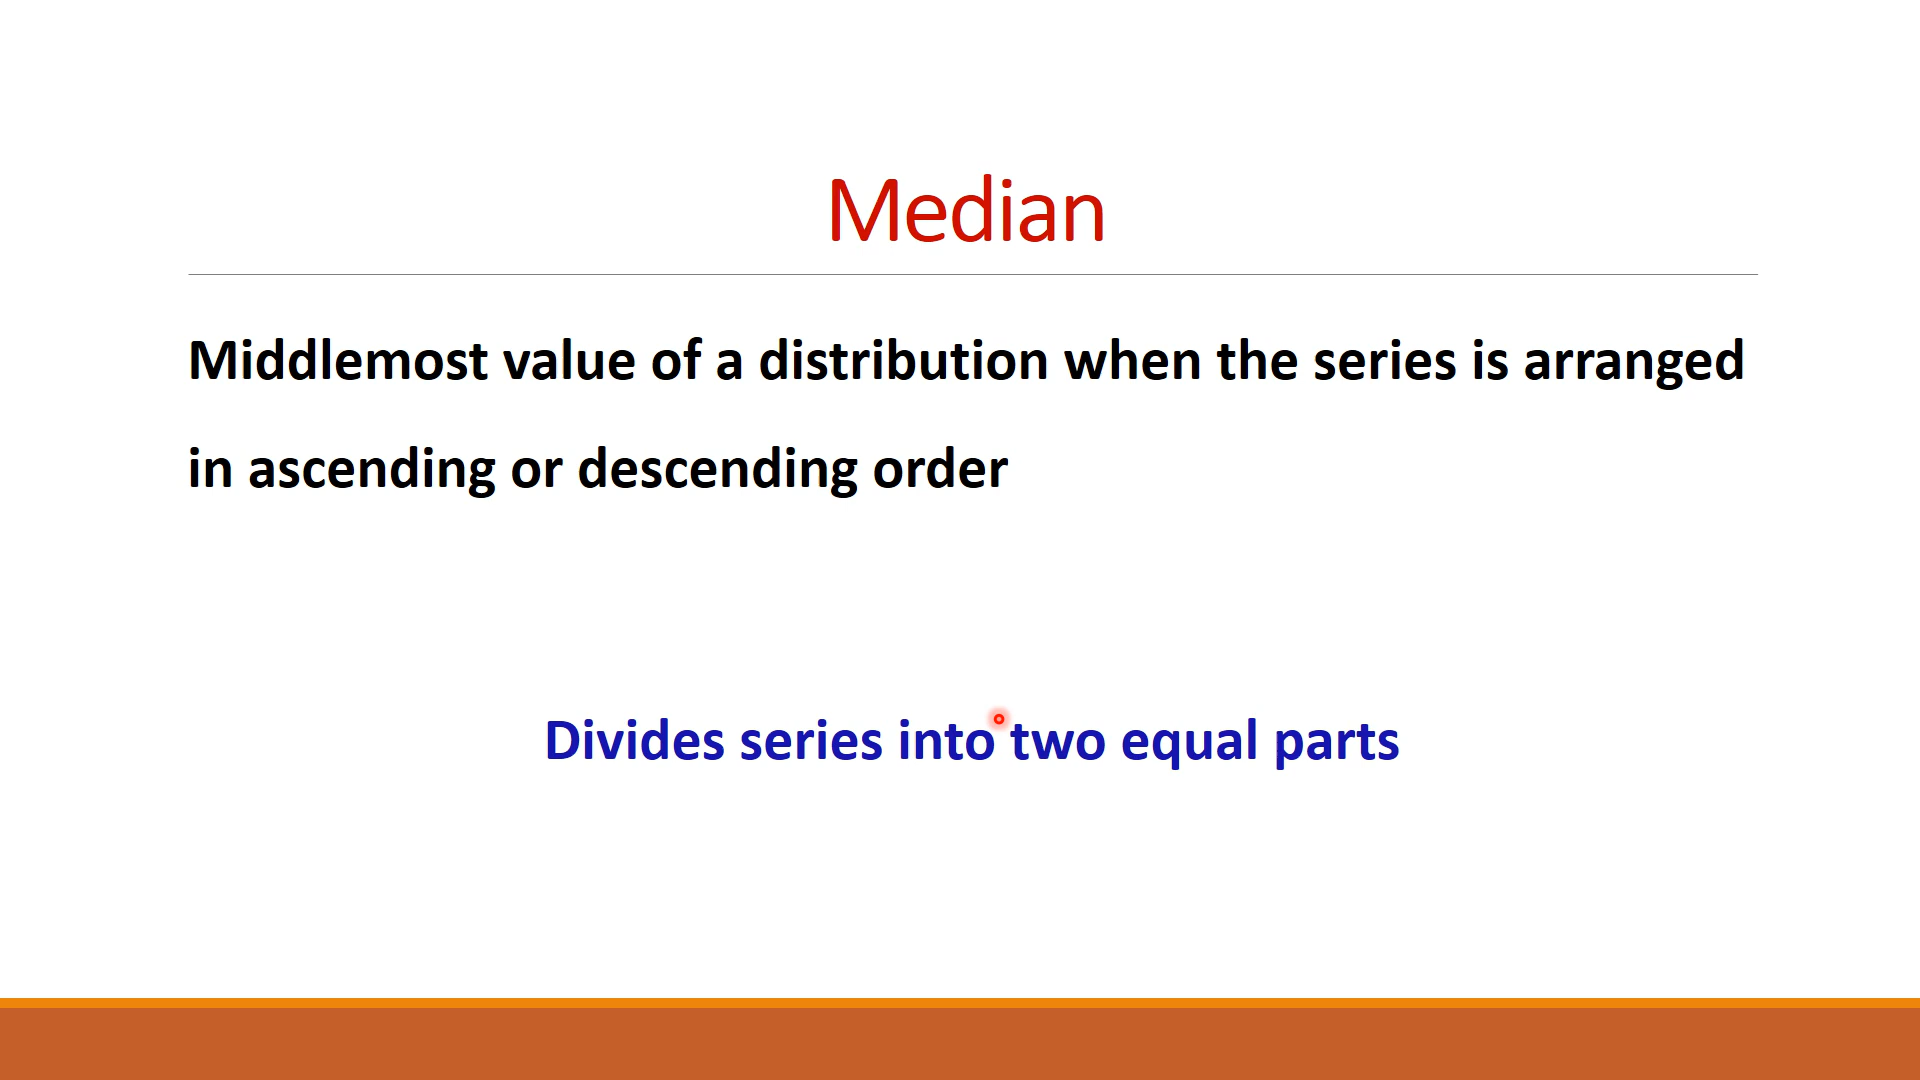 Median
Middlemost value of a distribution when the series is arranged
in ascending or descending order
Divides series into two equal parts